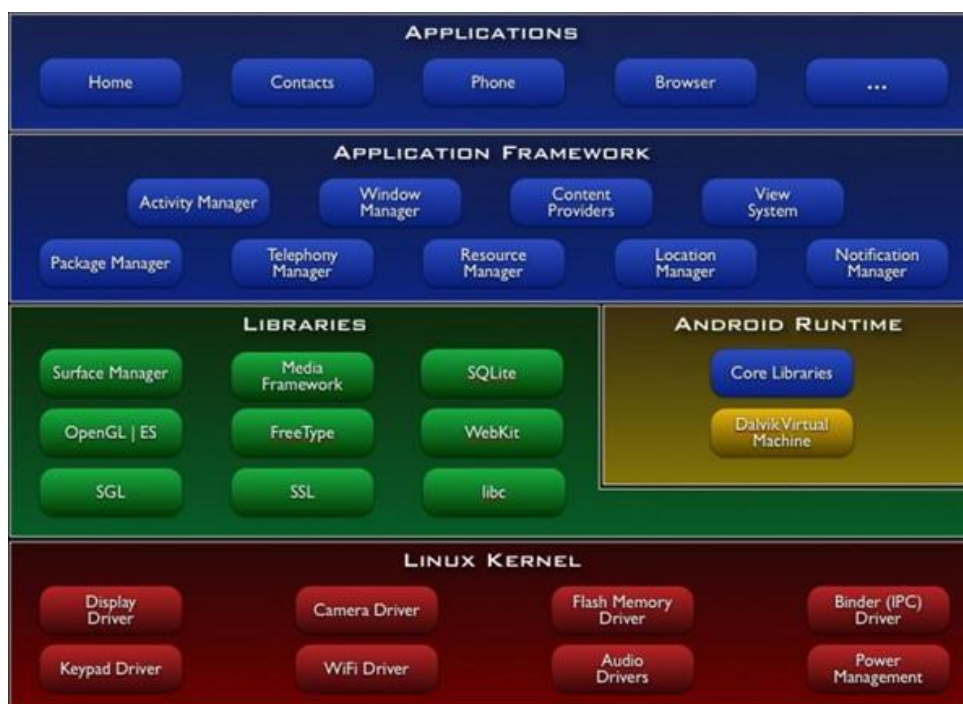 APPLICATIONS
Home
Contacts
Phone
Browser
...
APPLICATION FRAMEWORK
Activity Manager
Window
Manager
Content
Providers
View
System
Package Manager
Telephony
Manager
Resource
Manager
Location
Manager
Notification
Manager
LIBRARIES
Surface Manager
Media
Framework
SQLite
OpenGL | ES
FreeType
WebKit
SGL
SSL
libc
ANDROID RUNTIME
Core Libraries
Dalvik Virtual
Machine
LINUX KERNEL
Display
Driver
Camera Driver
Flash Memory
Driver
Binder (IPC)
Driver
Keypad Driver
WiFi Driver
Audio
Drivers
Power
Management